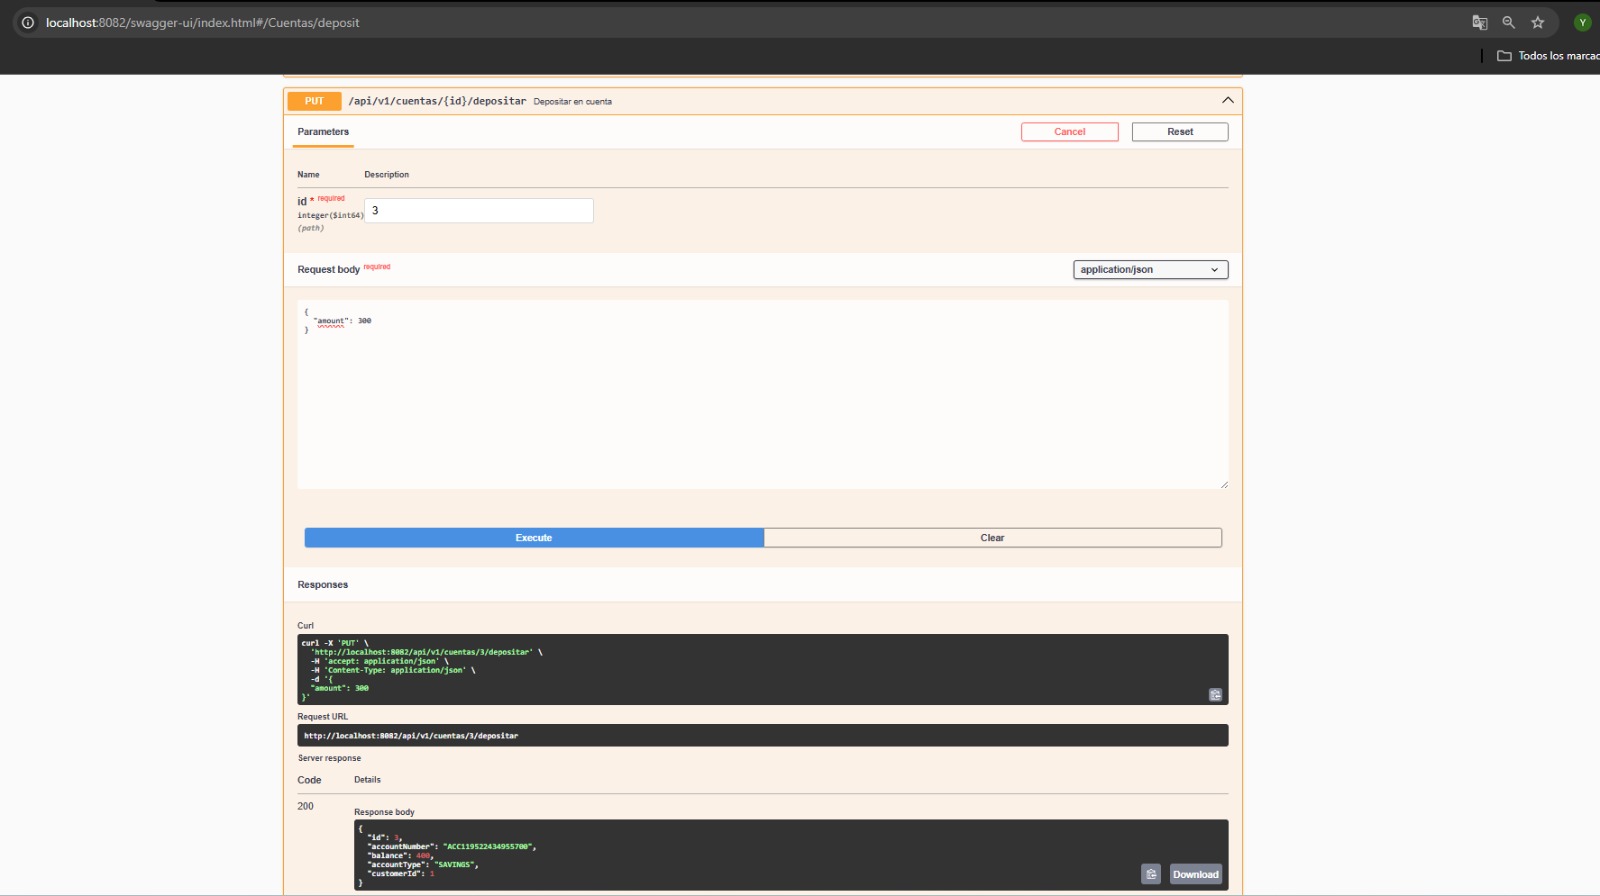 localhost:8082/swagger-ui/index.html#/Cuentas/deposit
Y
Todos los marcac
PUT /api/v1/cuentas/{id}/depositar Depositar en cuenta
Parameters
Cancel
Reset
Name Description
id * required
integer($int64)
(path)
3
Request body required
application/json
{
"amount": 300
}
Execute
Clear
Responses
Curl
curl -X 'PUT' \
'http://localhost:8082/api/v1/cuentas/3/depositar' \
-H 'accept: application/json' \
-H 'Content-Type: application/json' \
-d '{
"amount": 300
}'
Request URL
http://localhost:8082/api/v1/cuentas/3/depositar
Server response
Code Details
200
Response body
{
"id": 3,
"accountNumber": "ACC119522434955700",
"balance": 400,
"accountType": "SAVINGS",
"customerId": 1
}
Download